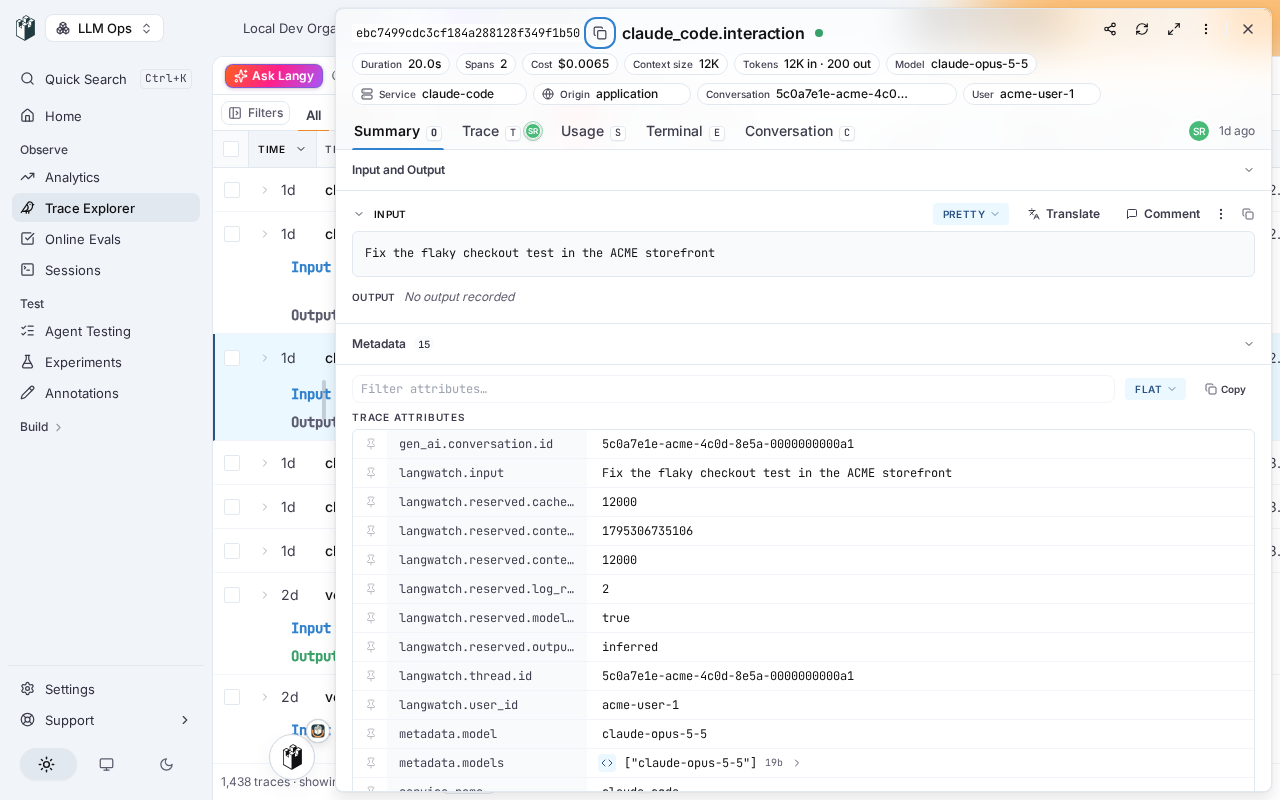 LLM Ops
Local Dev Orga
Quick Search Ctrl+K
Home
Observe
Analytics
Trace Explorer
Online Evals
Sessions
Test
Agent Testing
Experiments
Annotations
Build
Settings
Support
Ask Langy
Filters All
TIME
1d
1d
Input
Output
1d
Input
Output
1d
1d
1d
2d
Input
Output
2d
1,438 traces · showin
ebc7499cdc3cf184a288128f349f1b50 claude_code.interaction
Duration 20.0s Spans 2 Cost $0.0065 Context size 12K Tokens 12K in · 200 out Model claude-opus-5-5
Service claude-code Origin application Conversation 5c0a7e1e-acme-4c0… User acme-user-1
Summary O Trace T SR Usage S Terminal E Conversation C SR 1d ago
Input and Output
INPUT PRETTY Translate Comment
Fix the flaky checkout test in the ACME storefront
OUTPUT No output recorded
Metadata 15
Filter attributes… FLAT Copy
TRACE ATTRIBUTES
gen_ai.conversation.id 5c0a7e1e-acme-4c0d-8e5a-0000000000a1
langwatch.input Fix the flaky checkout test in the ACME storefront
langwatch.reserved.cache… 12000
langwatch.reserved.conte… 1795306735106
langwatch.reserved.conte… 12000
langwatch.reserved.log_r… 2
langwatch.reserved.model… true
langwatch.reserved.outpu… inferred
langwatch.thread.id 5c0a7e1e-acme-4c0d-8e5a-0000000000a1
langwatch.user_id acme-user-1
metadata.model claude-opus-5-5
metadata.models ["claude-opus-5-5"] 19b